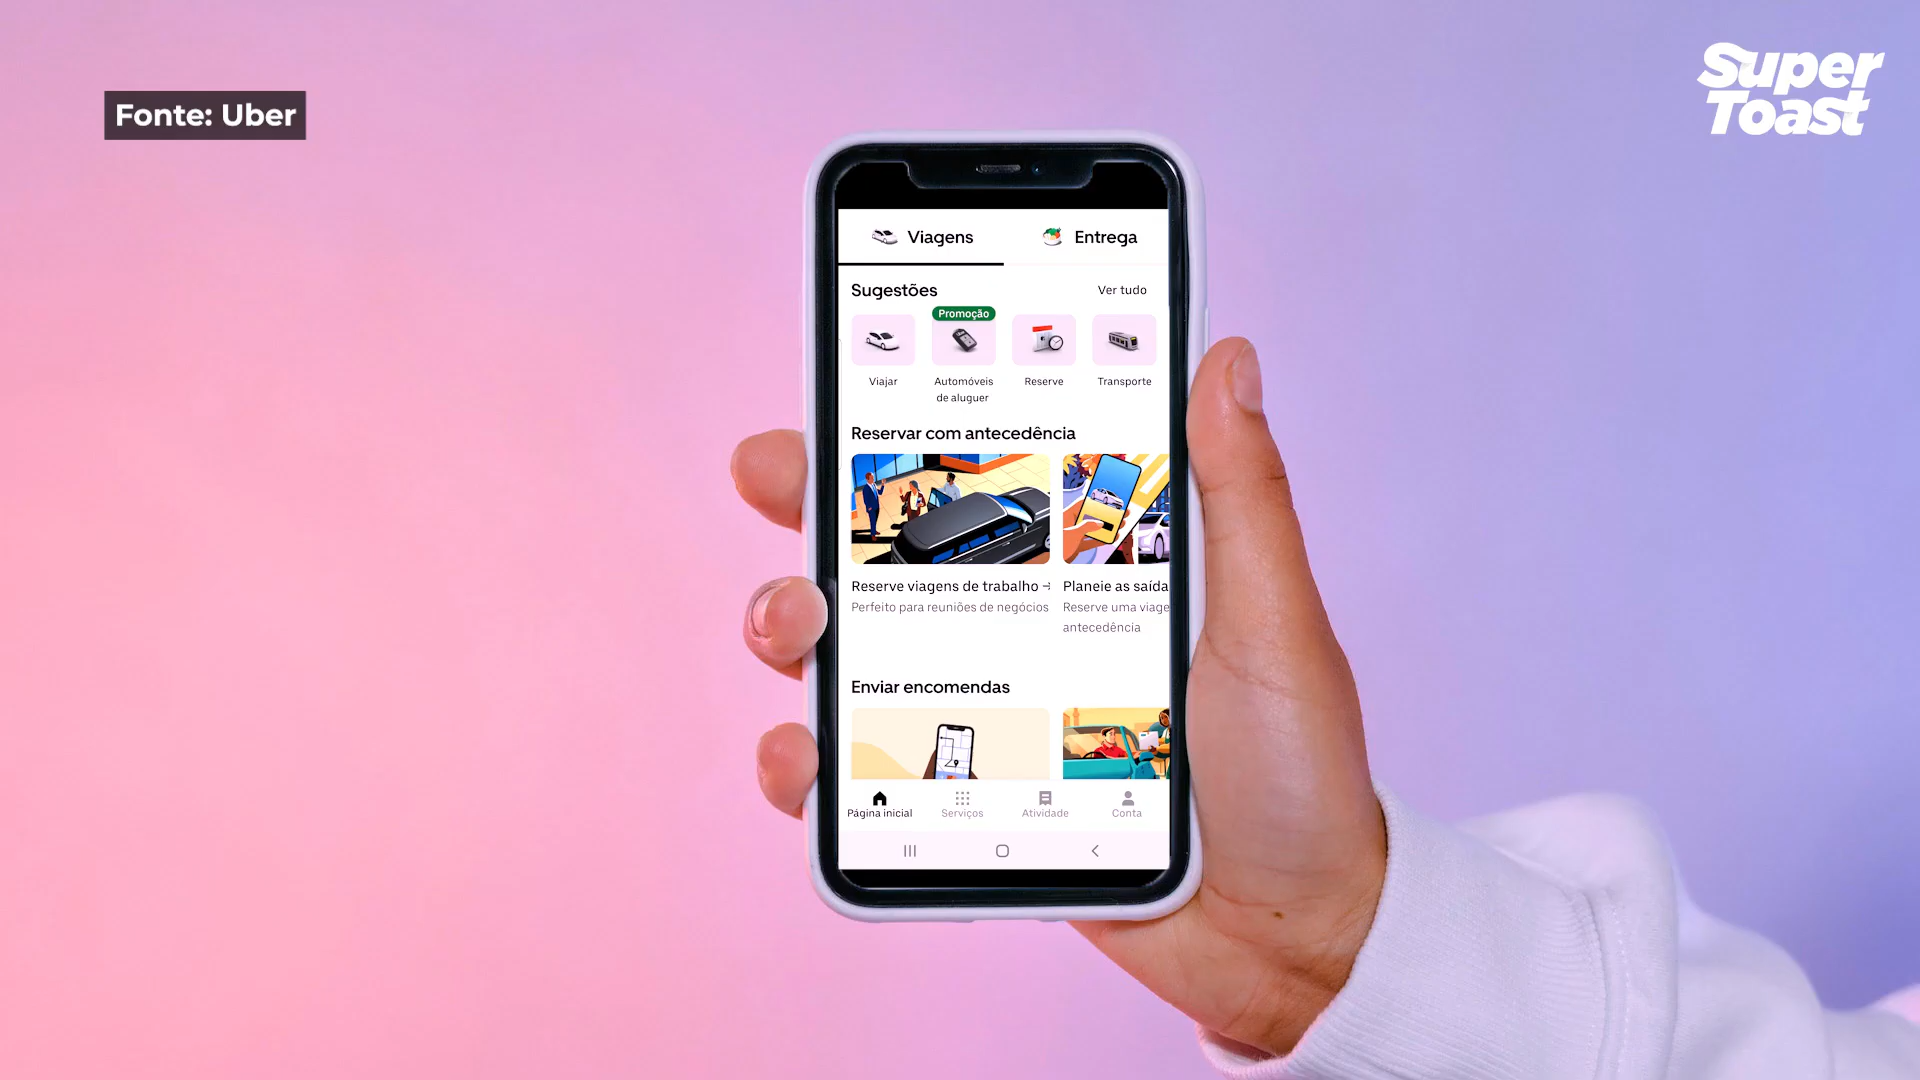 Fonte: Uber
Super
Toast
Viagens
Entrega
Sugestões
Ver tudo
Promoção
Viajar
Automóveis
de aluguer
Reserve
Transporte
Reservar com antecedência
Reserve viagens de trabalho →
Perfeito para reuniões de negócios
Planeie as saída
Reserve uma viage
antecedência
Enviar encomendas
Página inicial
Serviços
Atividade
Conta